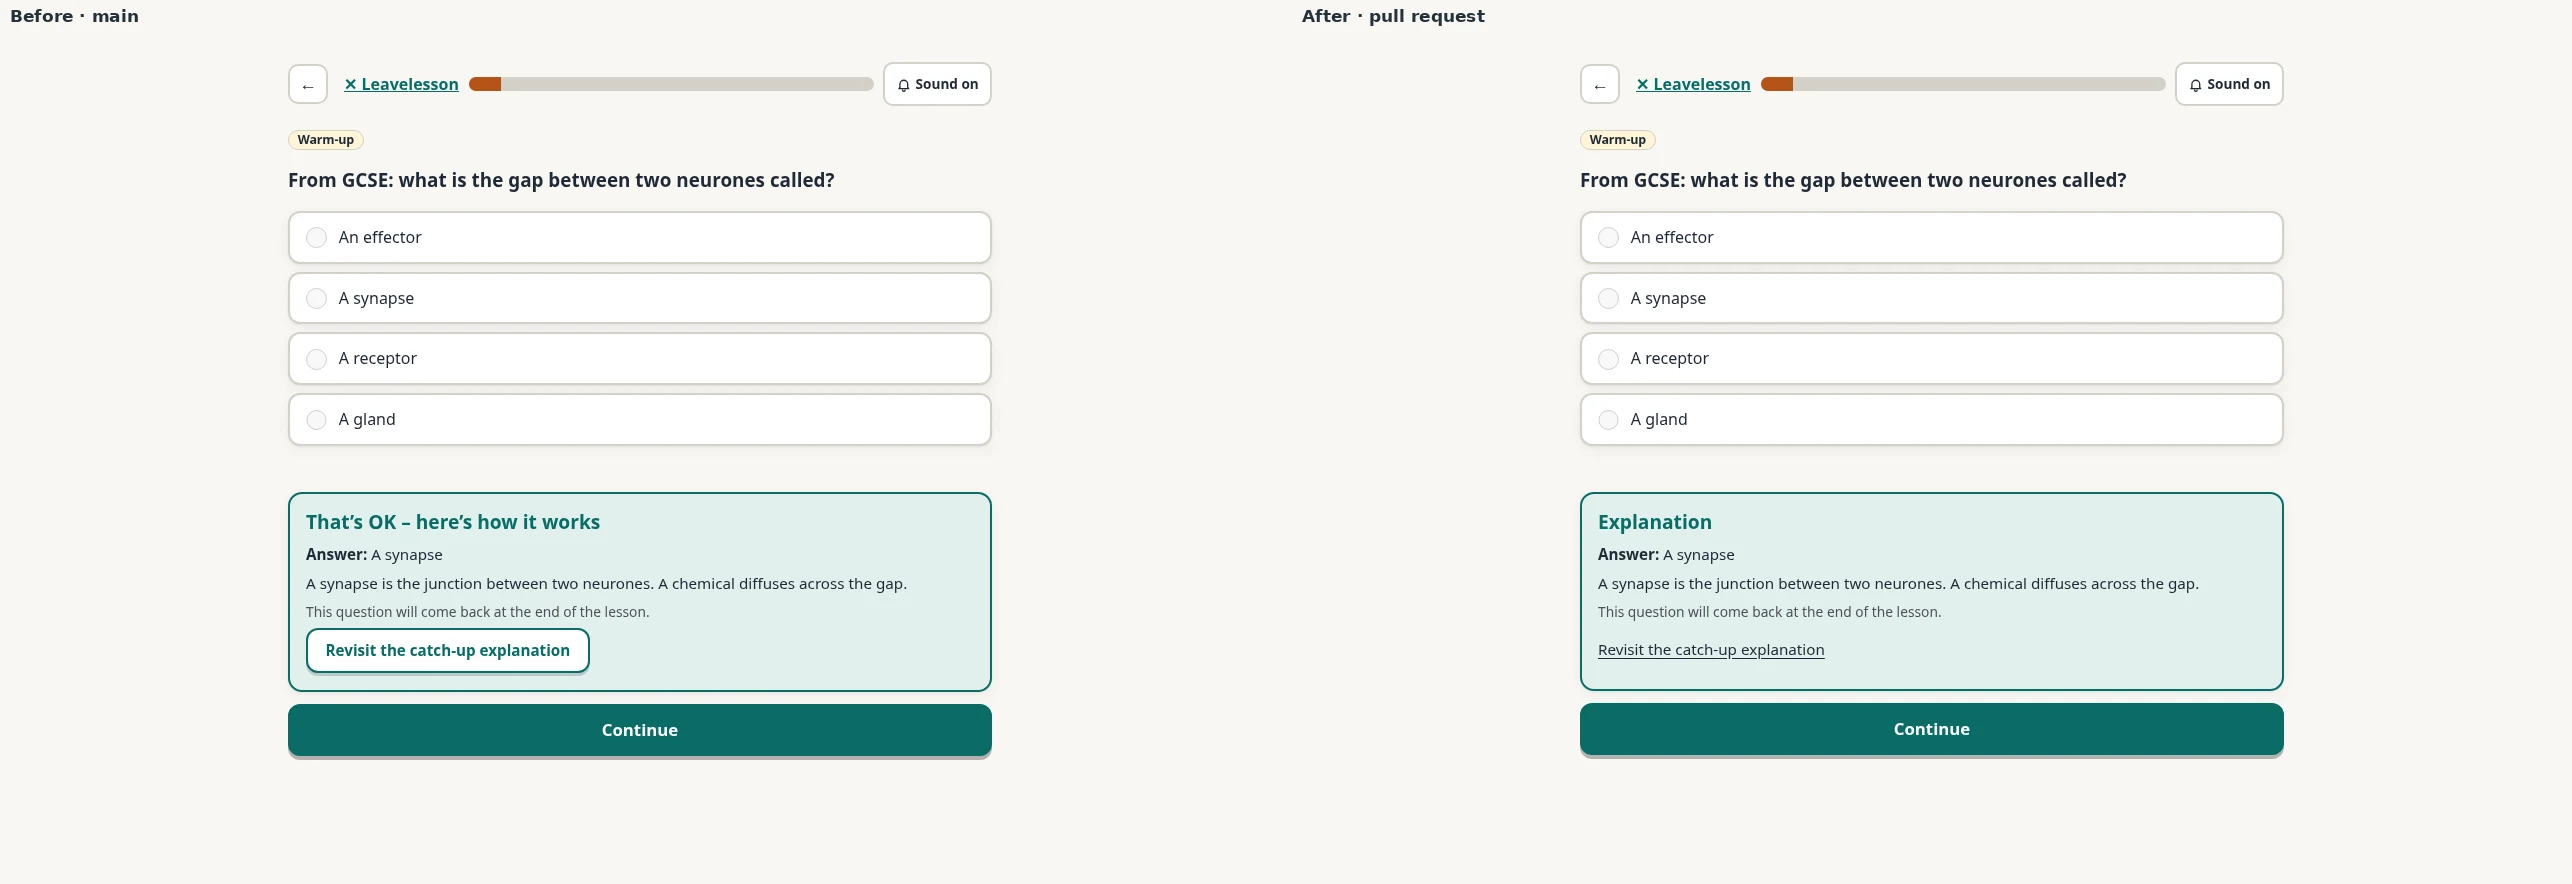 Before · main
← ✕ Leavelesson Sound on
Warm-up
From GCSE: what is the gap between two neurones called?
An effector
A synapse
A receptor
A gland
That’s OK – here’s how it works
Answer: A synapse
A synapse is the junction between two neurones. A chemical diffuses across the gap.
This question will come back at the end of the lesson.
Revisit the catch-up explanation
Continue
After · pull request
← ✕ Leavelesson Sound on
Warm-up
From GCSE: what is the gap between two neurones called?
An effector
A synapse
A receptor
A gland
Explanation
Answer: A synapse
A synapse is the junction between two neurones. A chemical diffuses across the gap.
This question will come back at the end of the lesson.
Revisit the catch-up explanation
Continue